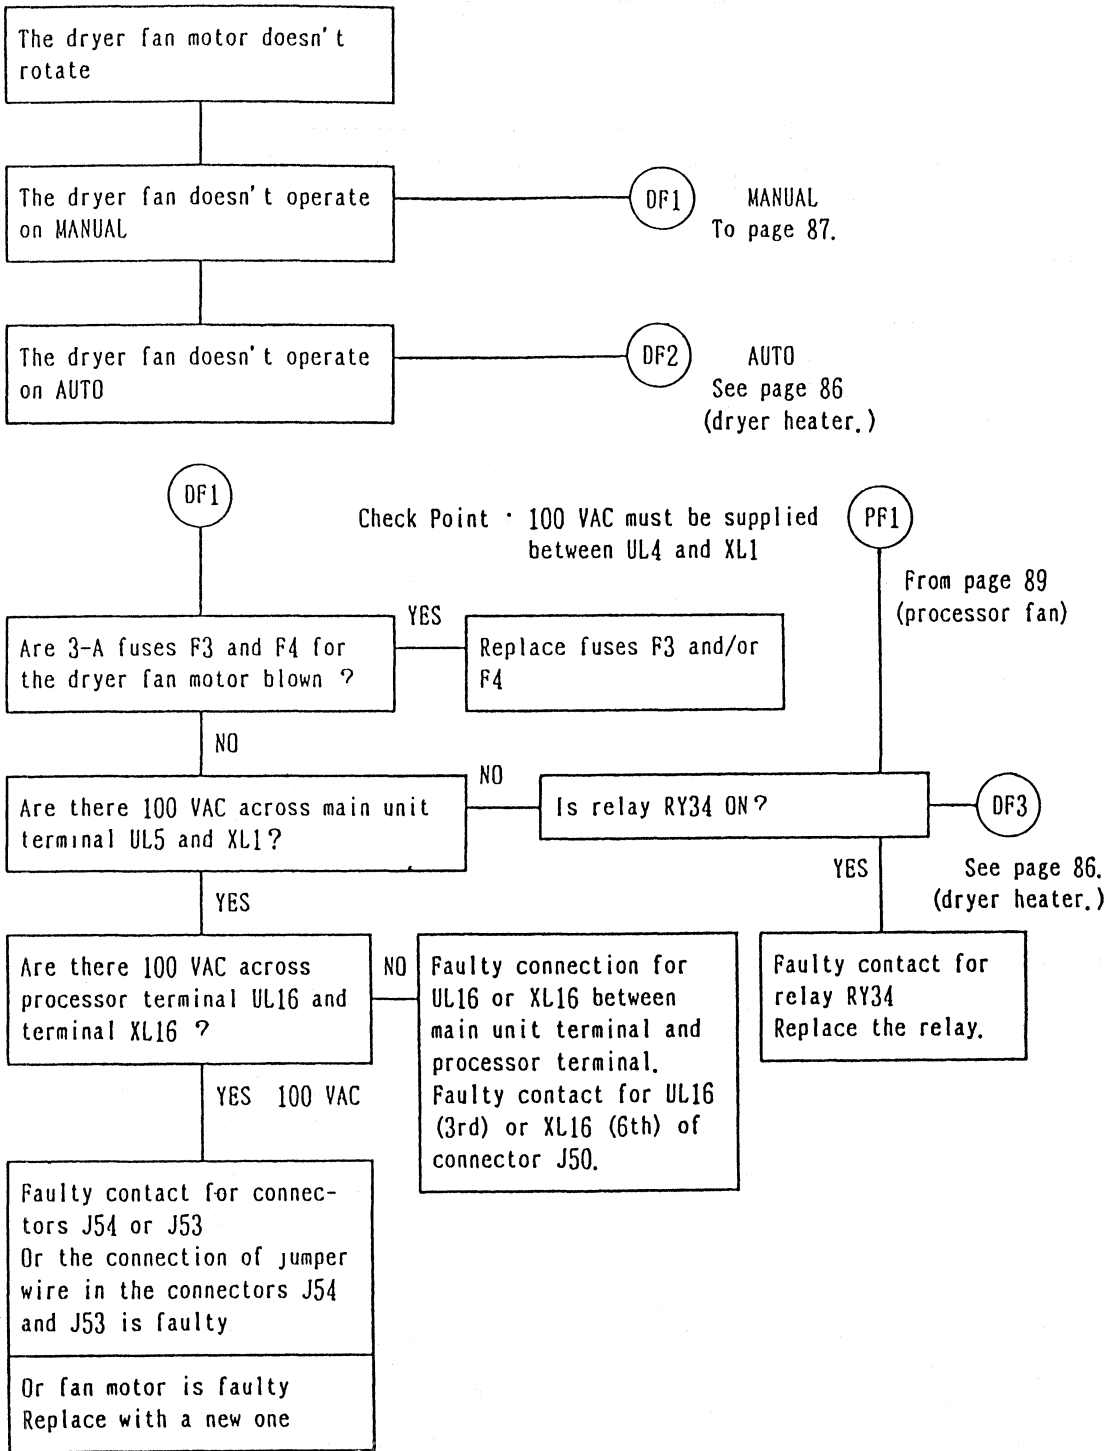 The dryer fan motor doesn't
rotate
The dryer fan doesn't operate
on MANUAL
DF1
MANUAL
To page 87.
The dryer fan doesn't operate
on AUTO
DF2
AUTO
See page 86
(dryer heater.)
DF1
Check Point · 100 VAC must be supplied
between UL4 and XL1
PF1
From page 89
(processor fan)
Are 3-A fuses F3 and F4 for
the dryer fan motor blown ?
YES
Replace fuses F3 and/or
F4
NO
Are there 100 VAC across main unit
terminal UL5 and XL1?
NO
Is relay RY34 ON?
DF3
See page 86.
(dryer heater.)
YES
YES
Are there 100 VAC across
processor terminal UL16 and
terminal XL16 ?
NO
Faulty connection for
UL16 or XL16 between
main unit terminal and
processor terminal.
Faulty contact for UL16
(3rd) or XL16 (6th) of
connector J50.
Faulty contact for
relay RY34
Replace the relay.
YES 100 VAC
Faulty contact for connec-
tors J54 or J53
Or the connection of jumper
wire in the connectors J54
and J53 is faulty
Or fan motor is faulty
Replace with a new one